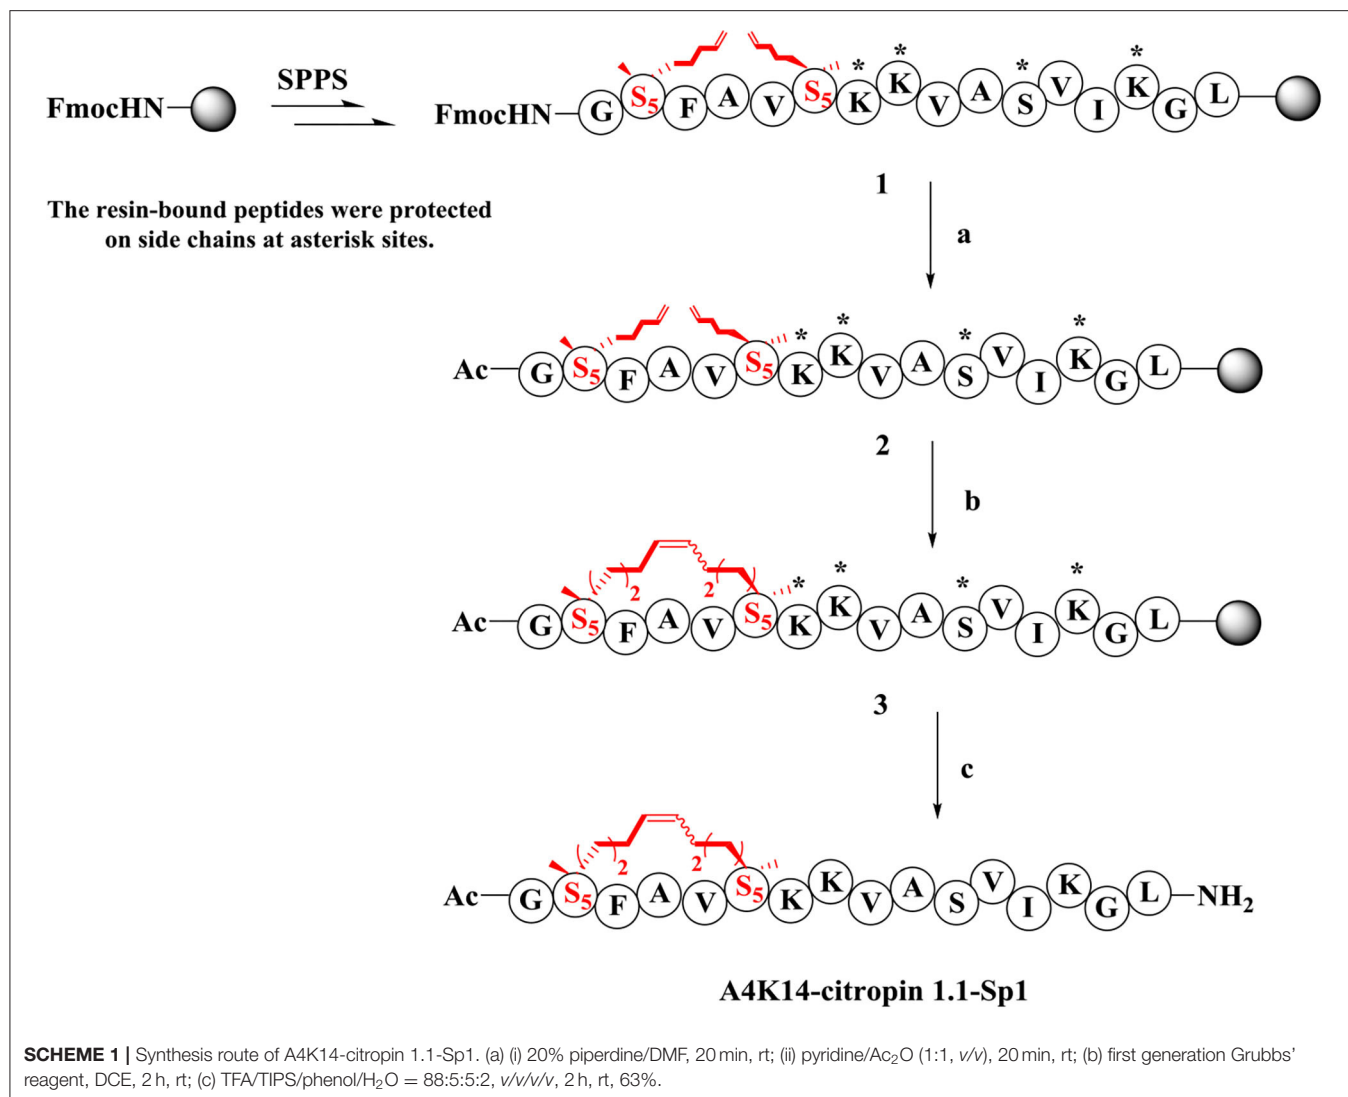 FmocHN
SPPS
FmocHN G S5 F A V S5 K K V A S V I K G L
* * * *
The resin-bound peptides were protected
on side chains at asterisk sites.
1
a
Ac G S5 F A V S5 K K V A S V I K G L
* * * *
2
b
( )2 2( )
Ac G S5 F A V S5 K K V A S V I K G L
* * * *
3
c
( )2 2( )
Ac G S5 F A V S5 K K V A S V I K G L NH2
A4K14-citropin 1.1-Sp1
SCHEME 1 | Synthesis route of A4K14-citropin 1.1-Sp1. (a) (i) 20% piperdine/DMF, 20 min, rt; (ii) pyridine/Ac2O (1:1, v/v), 20 min, rt; (b) first generation Grubbs'
reagent, DCE, 2 h, rt; (c) TFA/TIPS/phenol/H2O = 88:5:5:2, v/v/v/v, 2 h, rt, 63%.